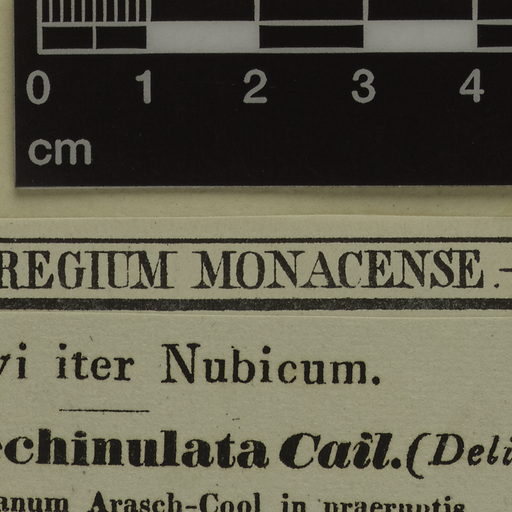 0 1 2 3 4
cm
REGIUM MONACENSE.-
vi iter Nubicum.
echinulata Cail. (Deli
anum Arasch-Cool in praeruptis